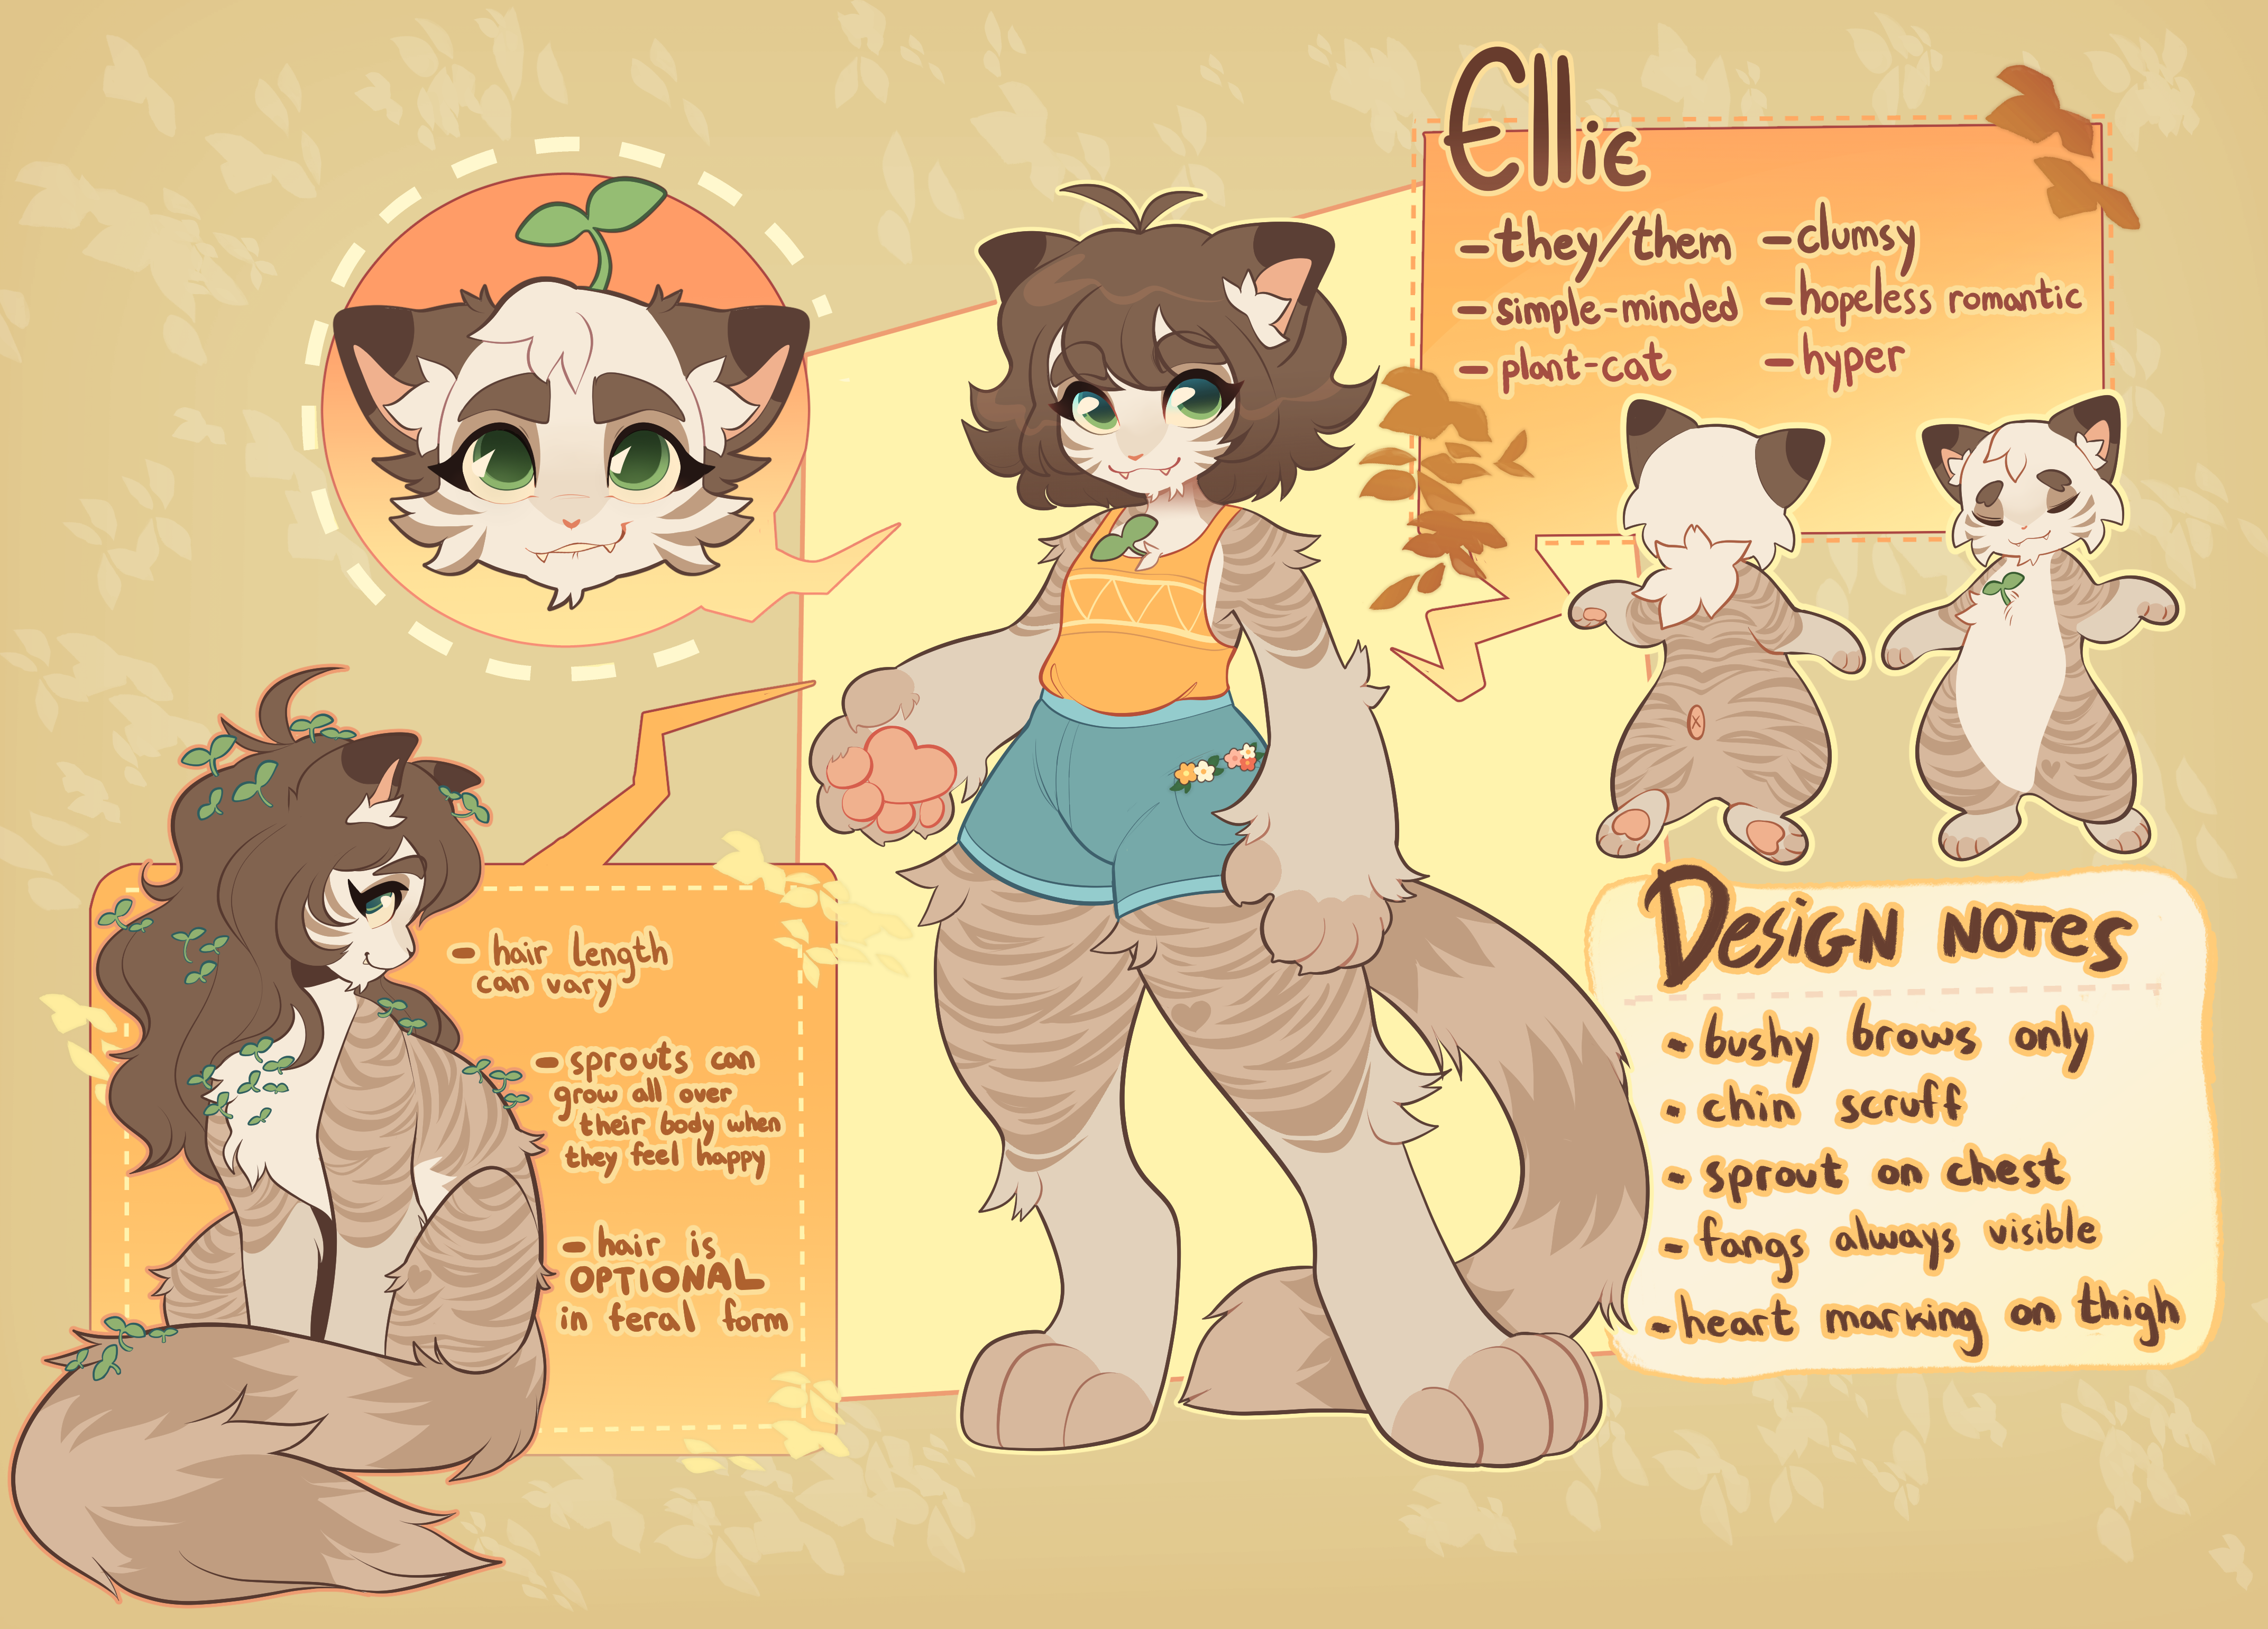 Ellie
- they/them
- simple-minded
- plant-cat
- clumsy
- hopeless romantic
- hyper
- hair length
can vary
- sprouts can
grow all over
their body when
they feel happy
- hair is
OPTIONAL
in feral form
Design notes
- bushy brows only
- chin scruff
- sprout on chest
- fangs always visible
- heart marking on thigh